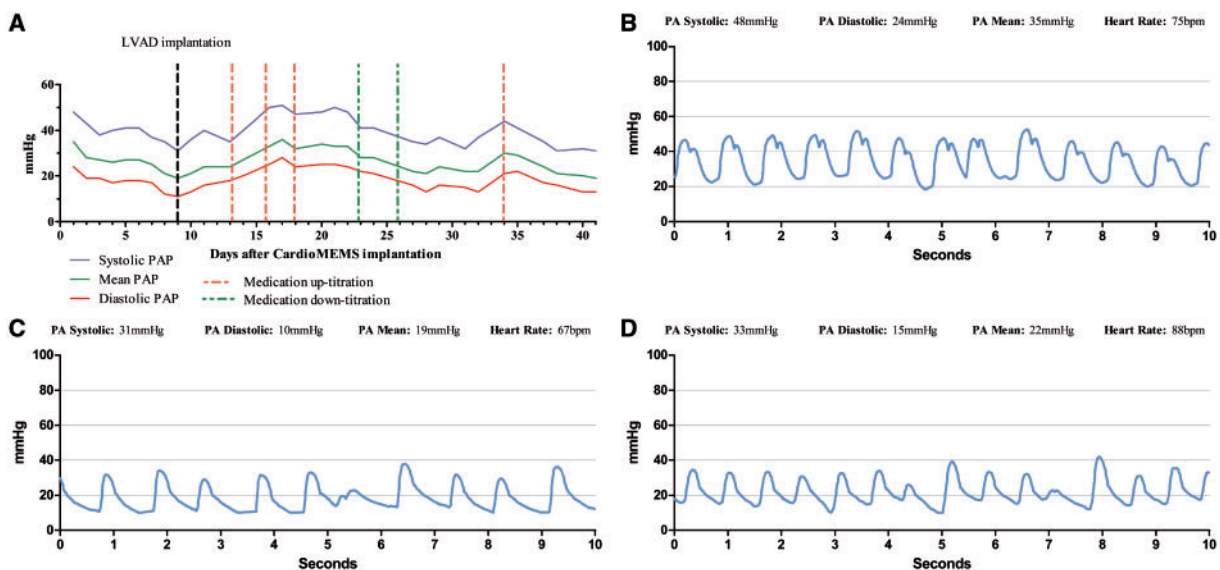 A
LVAD implantation
60
40
20
0
mmHg
0 5 10 15 20 25 30 35 40
Days after CardioMEMS implantation
Systolic PAP
Mean PAP
Diastolic PAP
Medication up-titration
Medication down-titration
B
PA Systolic: 48mmHg PA Diastolic: 24mmHg PA Mean: 35mmHg Heart Rate: 75bpm
100
80
60
40
20
0
mmHg
0 1 2 3 4 5 6 7 8 9 10
Seconds
C
PA Systolic: 31mmHg PA Diastolic: 10mmHg PA Mean: 19mmHg Heart Rate: 67bpm
100
80
60
40
20
0
mmHg
0 1 2 3 4 5 6 7 8 9 10
Seconds
D
PA Systolic: 33mmHg PA Diastolic: 15mmHg PA Mean: 22mmHg Heart Rate: 88bpm
100
80
60
40
20
0
mmHg
0 1 2 3 4 5 6 7 8 9 10
Seconds